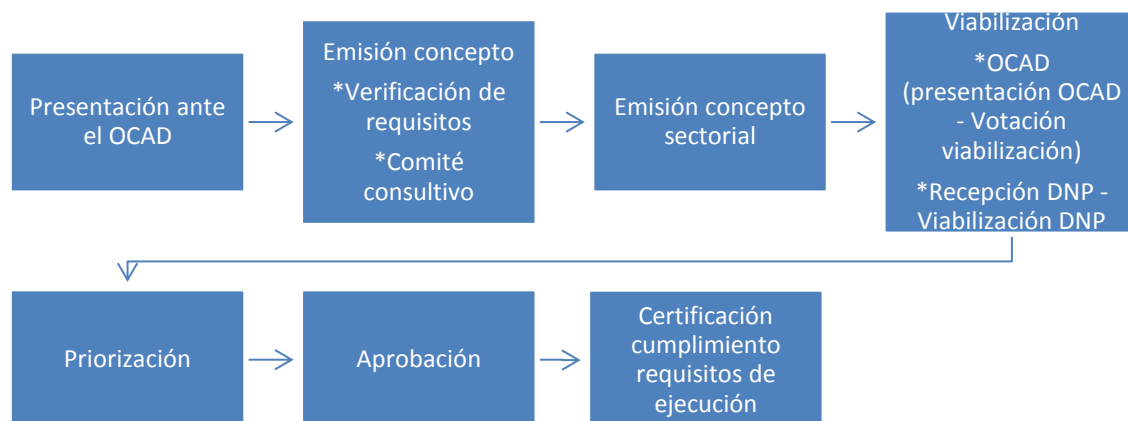 Presentación ante
el OCAD
Emisión concepto
*Verificación de
requisitos
*Comité
consultivo
Emisión concepto
sectorial
Viabilización
*OCAD
(presentación OCAD
- Votación
viabilización)
*Recepción DNP -
Viabilización DNP
Priorización
Aprobación
Certificación
cumplimiento
requisitos de
ejecución